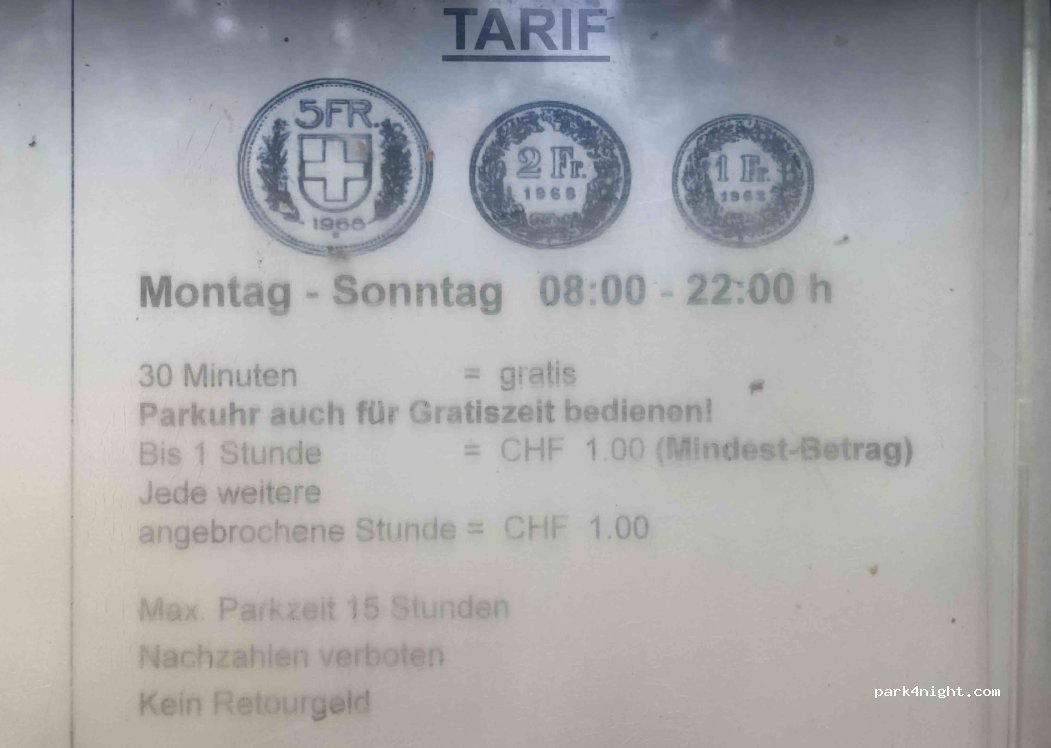 TARIF
5FR. 2 Fr. 1 Fr.
1966 1968
Montag - Sonntag 08:00 - 22:00 h
30 Minuten = gratis
Parkuhr auch für Gratiszeit bedienen!
Bis 1 Stunde = CHF 1.00 (Mindest-Betrag)
Jede weitere
angebrochene Stunde = CHF 1.00
Max. Parkzeit 15 Stunden
Nachzahlen verboten
Kein Retourgeld
park4night.com